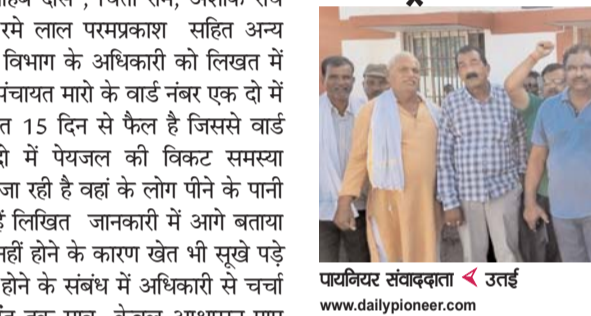 रमे लाल परमप्रकाश सहित अन्य
विभाग के अधिकारी को लिखत में
पंचायत मारो के वार्ड नंबर एक दो में
त 15 दिन से फैल है जिससे वार्ड
दो में पेयजल की विकट समस्या
जा रही है वहां के लोग पीने के पानी
हैं लिखित जानकारी में आगे बताया
नहीं होने के कारण खेत भी सूखे पड़े
होने के संबंध में अधिकारी से चर्चा
पायनियर संवाददाता < उतई
www.dailypioneer.com